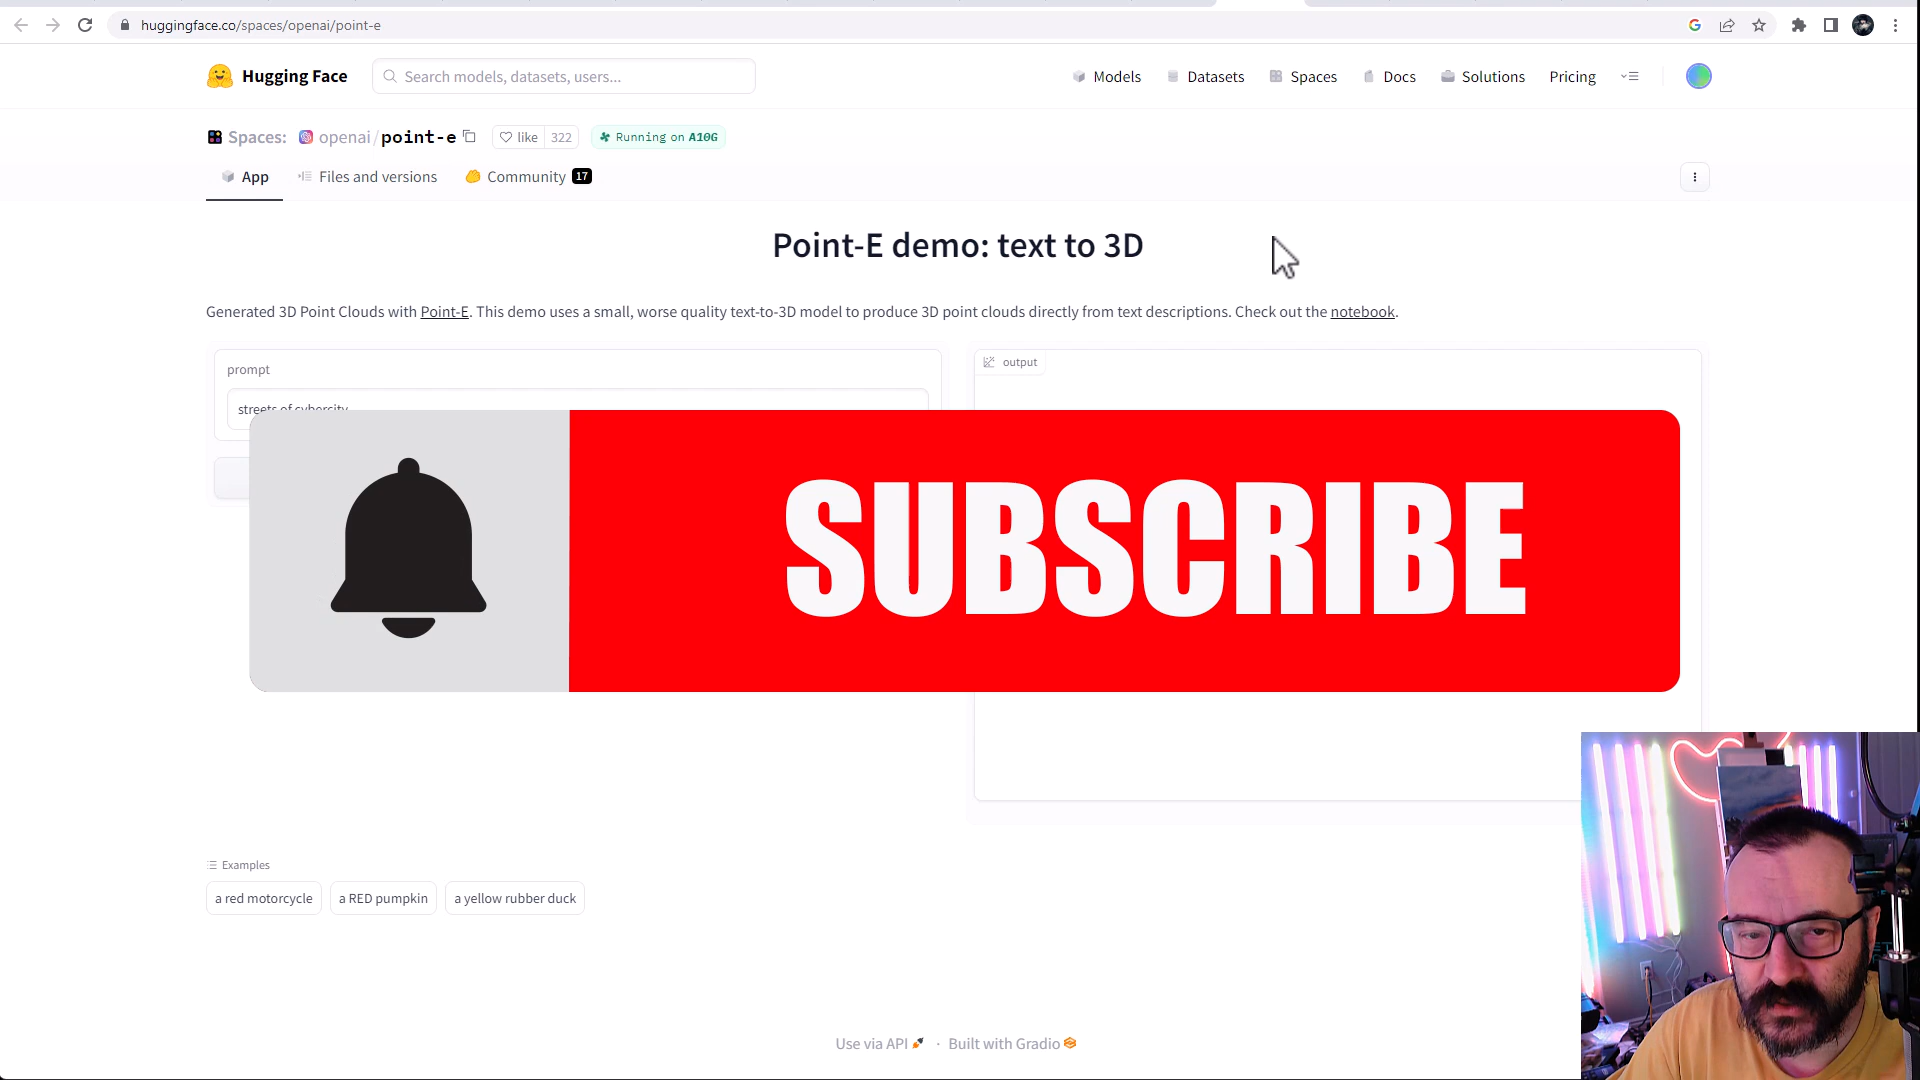 huggingface.co/spaces/openai/point-e
Hugging Face
Search models, datasets, users...
Models
Datasets
Spaces
Docs
Solutions
Pricing
Spaces:
openai/point-e
like
322
Running on A10G
App
Files and versions
Community
17
Point-E demo: text to 3D
Generated 3D Point Clouds with Point-E. This demo uses a small, worse quality text-to-3D model to produce 3D point clouds directly from text descriptions. Check out the notebook.
prompt
output
streets of cybercity
SUBSCRIBE
Examples
a red motorcycle
a RED pumpkin
a yellow rubber duck
Use via API
·
Built with Gradio